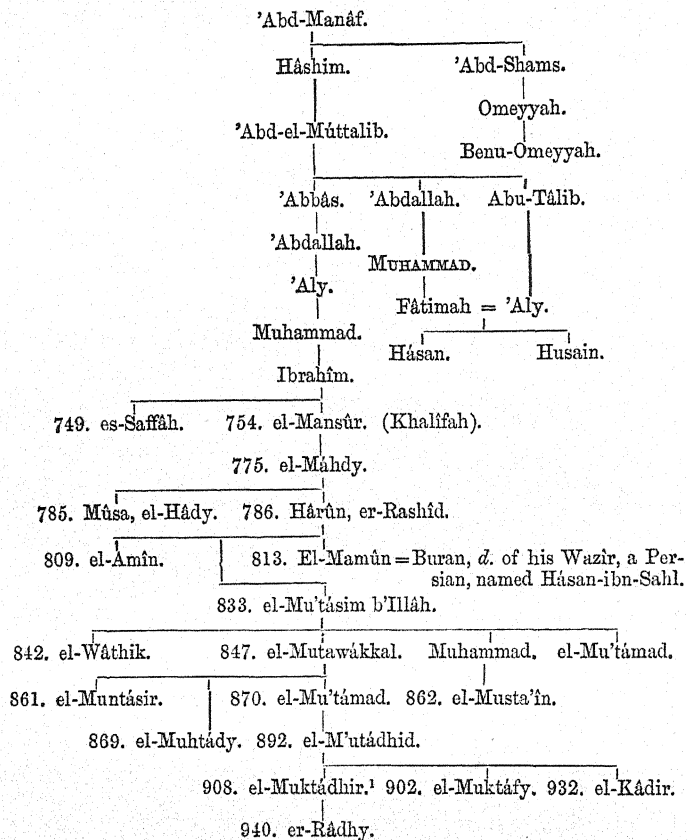 ’Abd-Manâf.
Hâshim. ’Abd-Shams.
Omeyyah.
’Abd-el-Múttalib.
Benu-Omeyyah.
’Abbâs. ’Abdallah. Abu-Tâlib.
’Abdallah.
MUHAMMAD.
’Aly.
Fâtimah = ’Aly.
Muhammad.
Hásan. Husain.
Ibrahîm.
749. es-Saffâh. 754. el-Mansûr. (Khalîfah).
775. el-Máhdy.
785. Mûsa, el-Hâdy. 786. Hârûn, er-Rashîd.
809. el-Amîn. 813. El-Mamûn=Buran, d. of his Wazîr, a Per-
sian, named Hásan-ibn-Sahl.
833. el-Mu’tásim b’Illâh.
842. el-Wâthik. 847. el-Mutawákkal. Muhammad. el-Mu’támad.
861. el-Muntásir. 870. el-Mu’támad. 862. el-Musta’în.
869. el-Muhtády. 892. el-M’utádhid.
908. el-Muktádhir.¹ 902. el-Muktáfy. 932. el-Kâdir.
940. er-Râdhy.